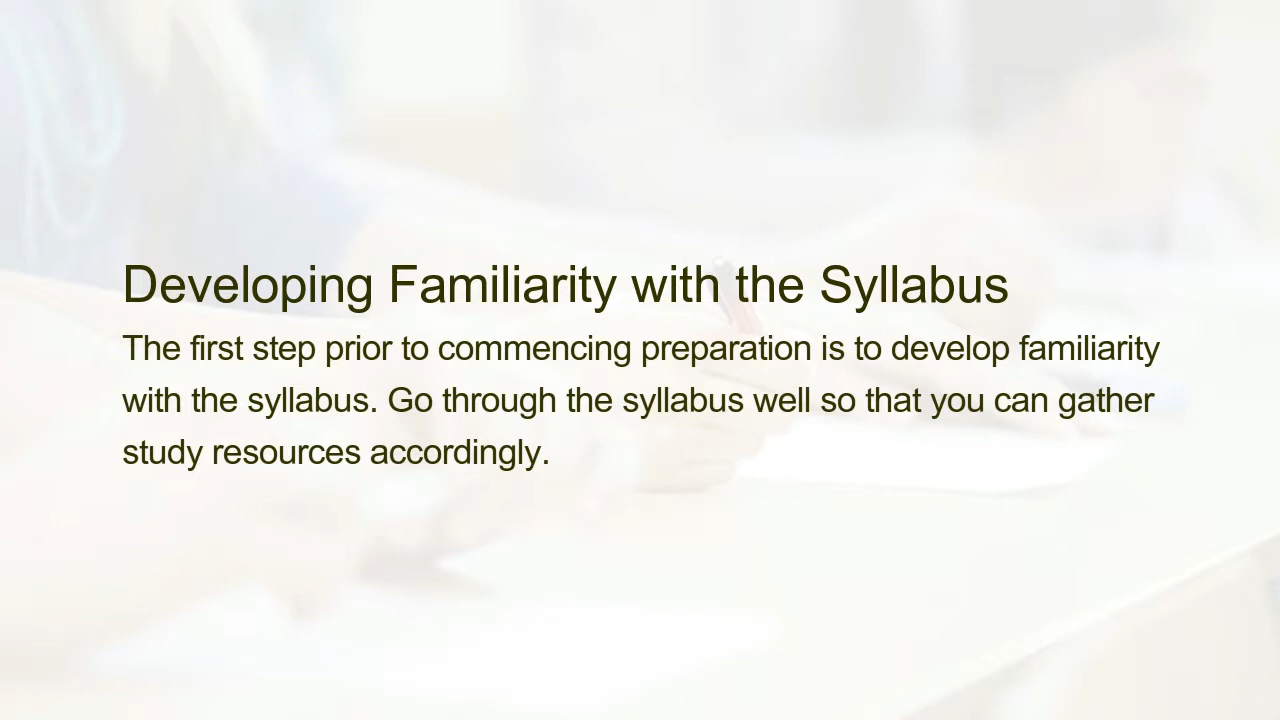 Developing Familiarity with the Syllabus
The first step prior to commencing preparation is to develop familiarity
with the syllabus. Go through the syllabus well so that you can gather
study resources accordingly.